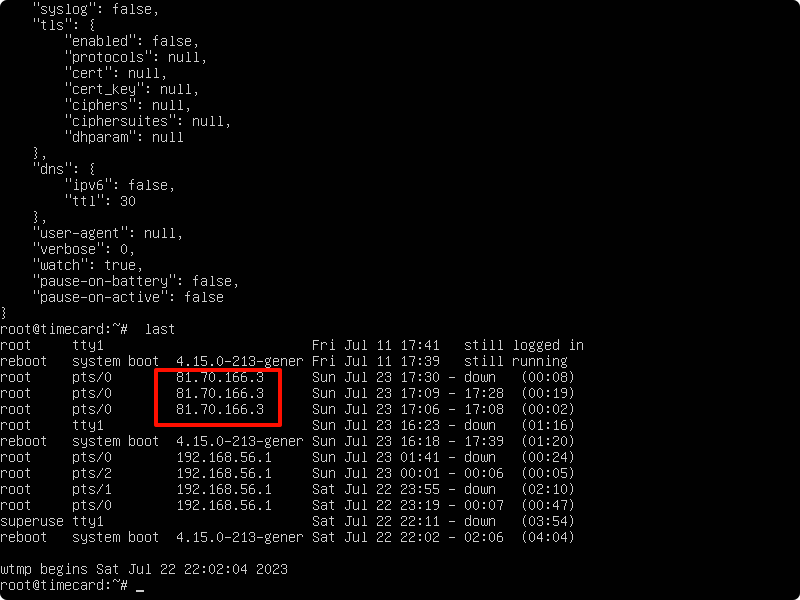 "syslog": false,
"tls": {
"enabled": false,
"protocols": null,
"cert": null,
"cert_key": null,
"ciphers": null,
"ciphersuites": null,
"dhparam": null
},
"dns": {
"ipv6": false,
"ttl": 30
},
"user-agent": null,
"verbose": 0,
"watch": true,
"pause-on-battery": false,
"pause-on-active": false
}
root@timecard:~#  last
root     tty1                          Fri Jul 11 17:41   still logged in
reboot   system boot  4.15.0-213-gener Fri Jul 11 17:39   still running
root     pts/0        81.70.166.3      Sun Jul 23 17:30 - down   (00:08)
root     pts/0        81.70.166.3      Sun Jul 23 17:09 - 17:28  (00:19)
root     pts/0        81.70.166.3      Sun Jul 23 17:06 - 17:08  (00:02)
root     tty1                          Sun Jul 23 16:23 - down   (01:16)
reboot   system boot  4.15.0-213-gener Sun Jul 23 16:18 - 17:39  (01:20)
root     pts/0        192.168.56.1     Sun Jul 23 01:41 - down   (00:24)
root     pts/2        192.168.56.1     Sun Jul 23 00:01 - 00:06  (00:05)
root     pts/1        192.168.56.1     Sat Jul 22 23:55 - down   (02:10)
root     pts/0        192.168.56.1     Sat Jul 22 23:19 - 00:07  (00:47)
superuse tty1                          Sat Jul 22 22:11 - down   (03:54)
reboot   system boot  4.15.0-213-gener Sat Jul 22 22:02 - 02:06  (04:04)
wtmp begins Sat Jul 22 22:02:04 2023
root@timecard:~# _